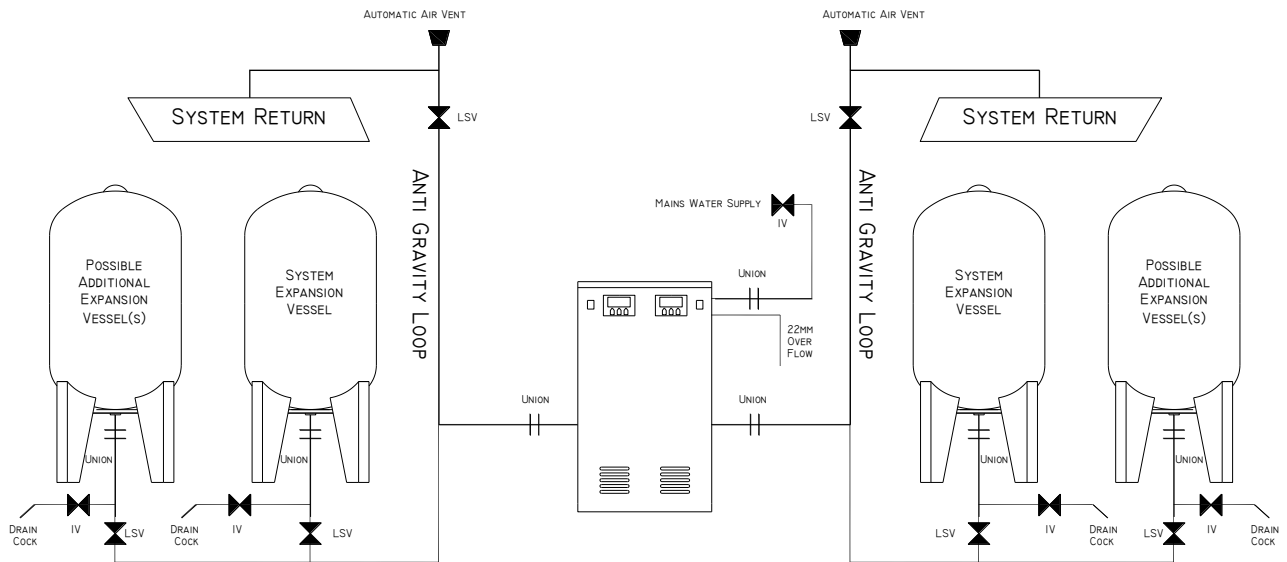 Automatic Air Vent
Automatic Air Vent
System Return
System Return
LSV
LSV
Anti Gravity Loop
Anti Gravity Loop
Mains Water Supply
IV
Possible
Additional
Expansion
Vessel(s)
System
Expansion
Vessel
Union
22mm
Over
Flow
System
Expansion
Vessel
Possible
Additional
Expansion
Vessel(s)
Union
Union
Union
Union
Union
Union
Drain
Cock
IV
LSV
Drain
Cock
IV
LSV
LSV
IV
Drain
Cock
LSV
IV
Drain
Cock